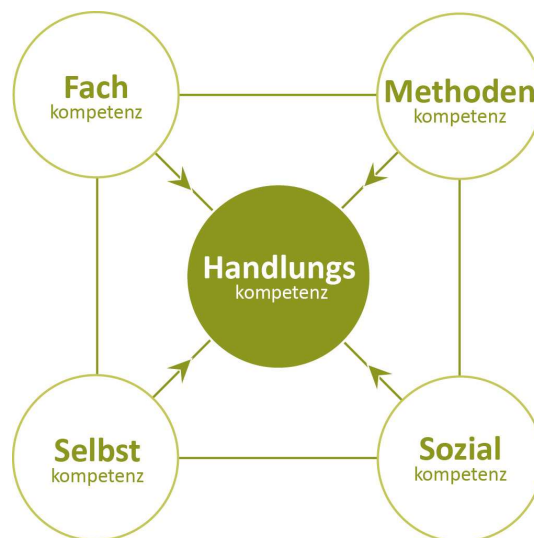 Fach
kompetenz
Methoden
kompetenz
Handlungs
kompetenz
Selbst
kompetenz
Sozial
kompetenz